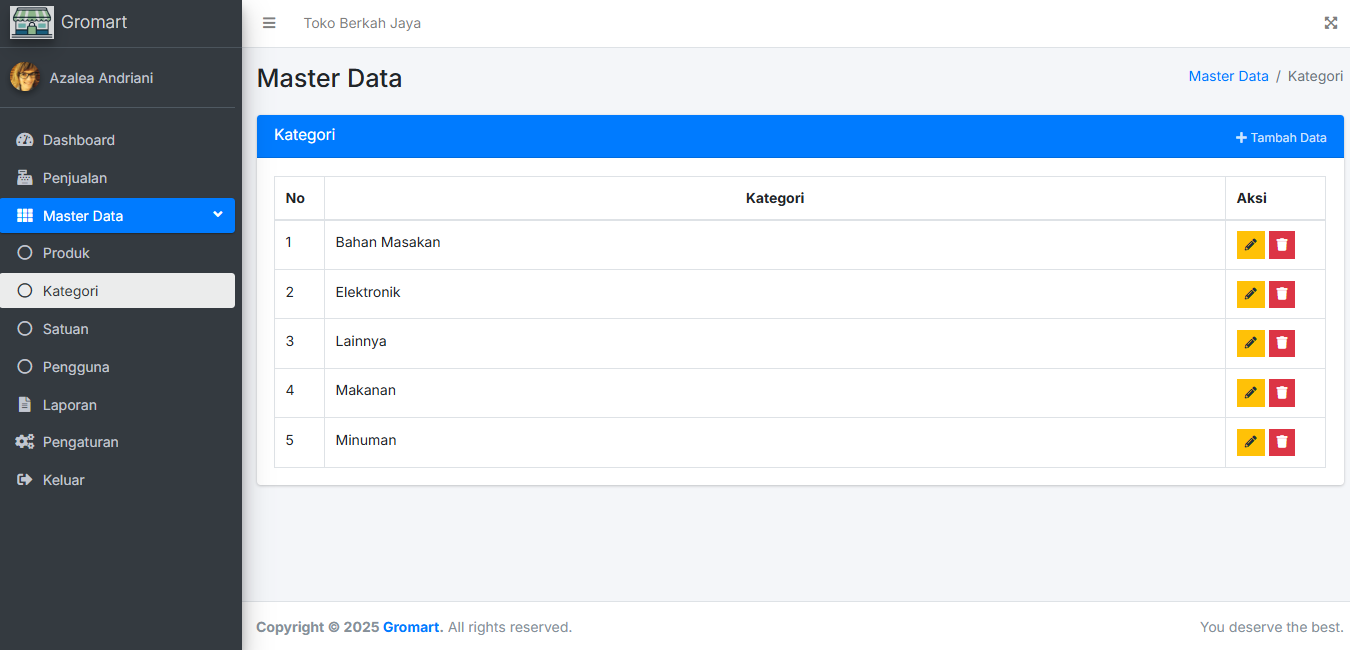 Gromart
Toko Berkah Jaya
Azalea Andriani
Master Data
Master Data / Kategori
Dashboard
Penjualan
Master Data
Produk
Kategori
Satuan
Pengguna
Laporan
Pengaturan
Keluar
Kategori
Tambah Data
No Kategori Aksi
1 Bahan Masakan
2 Elektronik
3 Lainnya
4 Makanan
5 Minuman
Copyright © 2025 Gromart. All rights reserved.
You deserve the best.